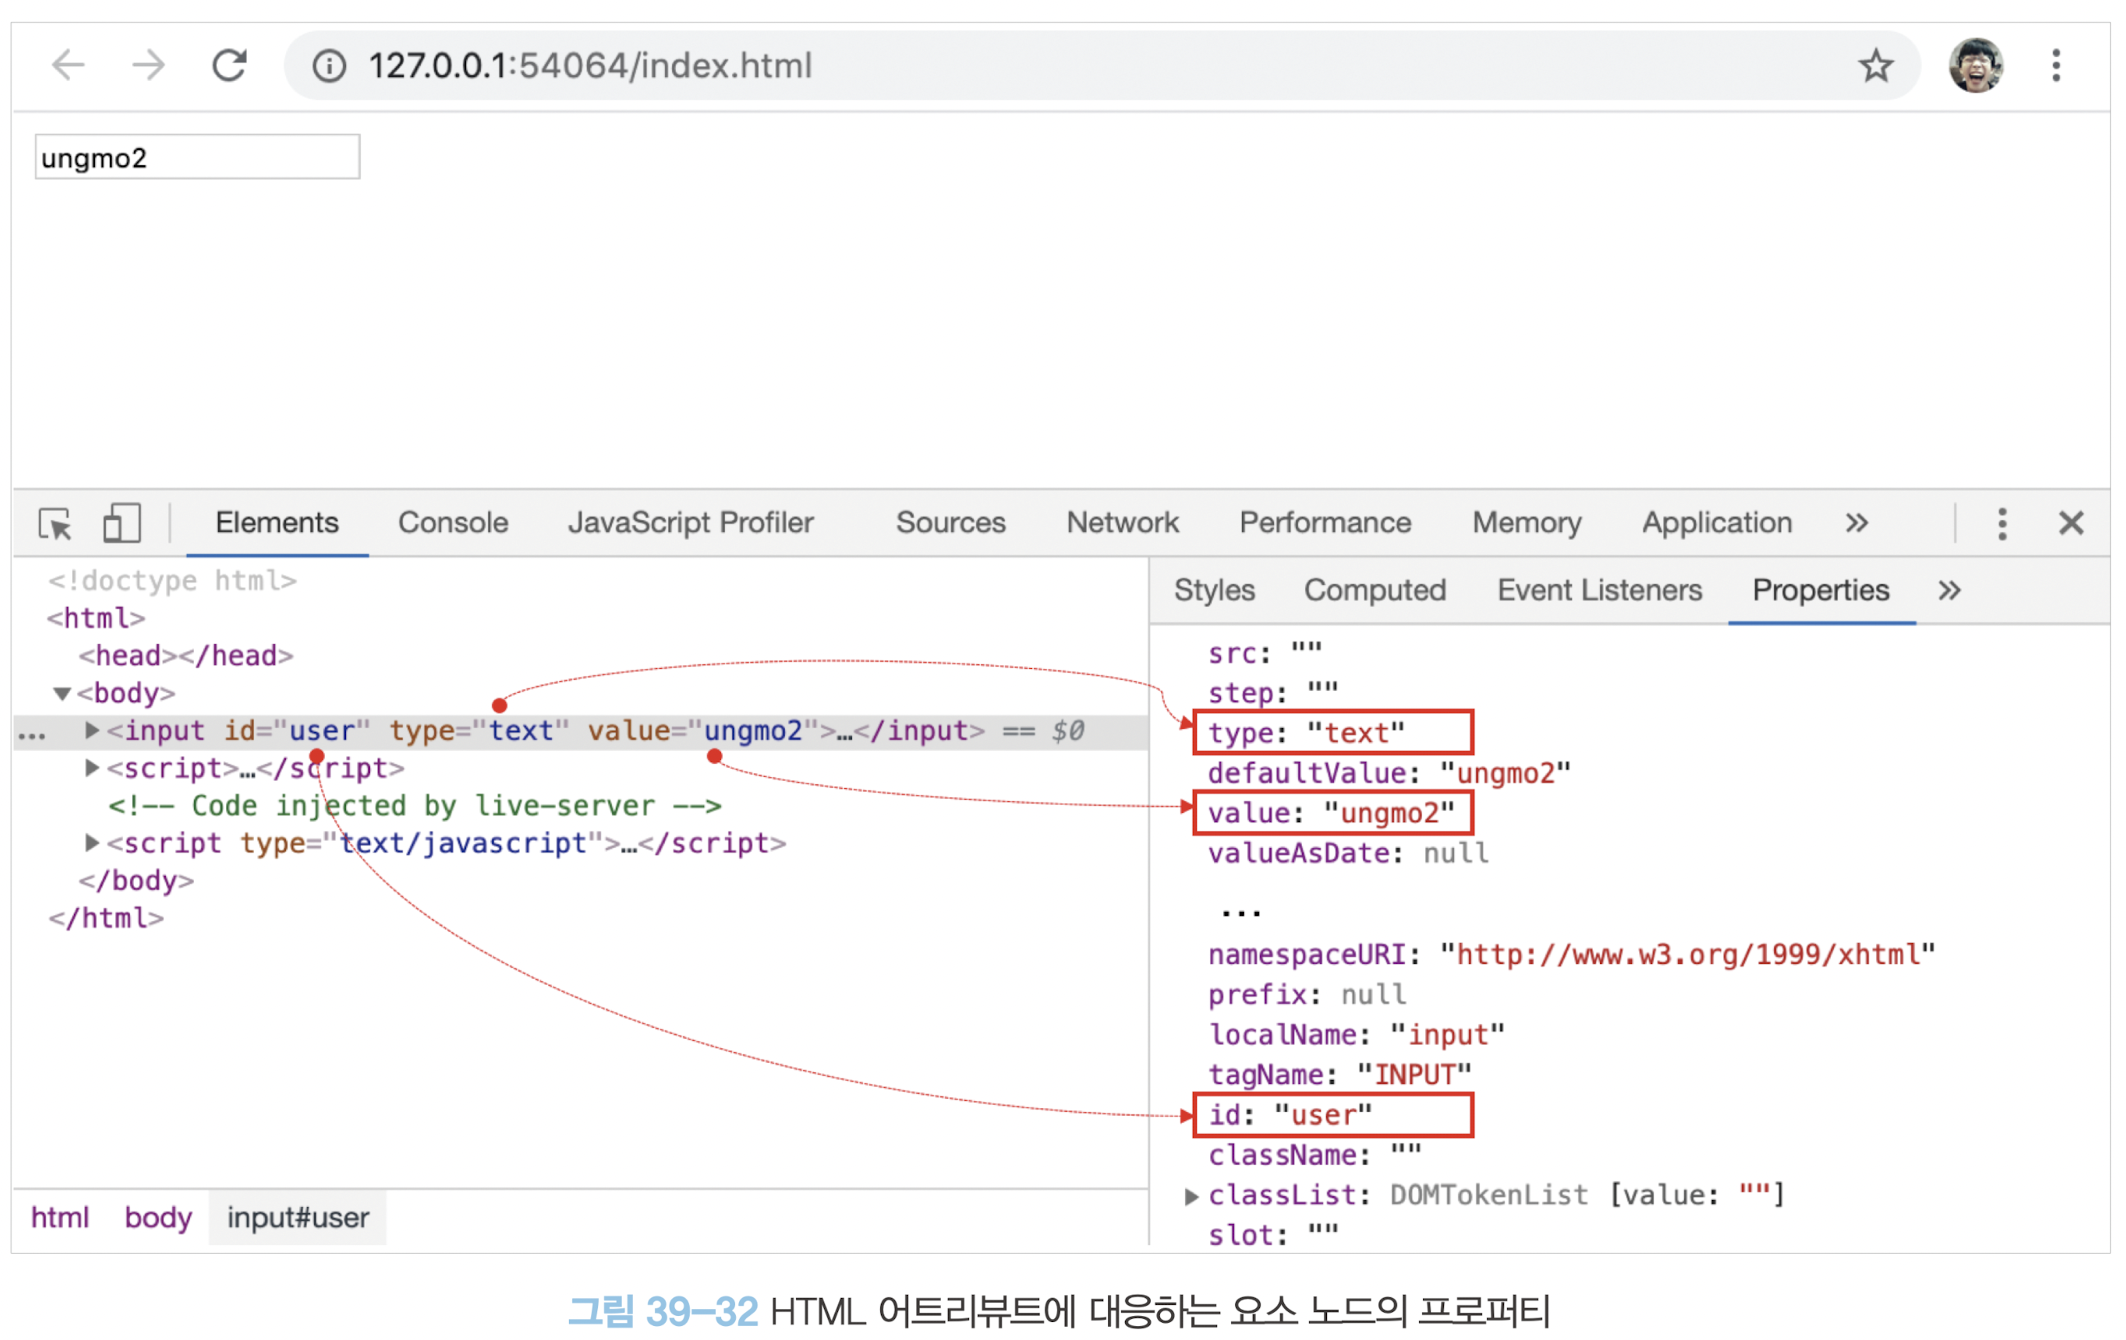 127.0.0.1:54064/index.html
ungmo2
Elements Console JavaScript Profiler Sources Network Performance Memory Application »
<!doctype html>
<html>
<head></head>
▼<body>
... ▶<input id="user" type="text" value="ungmo2">…</input> == $0
▶<script>…</script>
<!-- Code injected by live-server -->
▶<script type="text/javascript">…</script>
</body>
</html>
html body input#user
Styles Computed Event Listeners Properties »
src: ""
step: ""
type: "text"
defaultValue: "ungmo2"
value: "ungmo2"
valueAsDate: null
...
namespaceURI: "http://www.w3.org/1999/xhtml"
prefix: null
localName: "input"
tagName: "INPUT"
id: "user"
className: ""
▶classList: DOMTokenList [value: ""]
slot: ""
그림 39-32 HTML 어트리뷰트에 대응하는 요소 노드의 프로퍼티